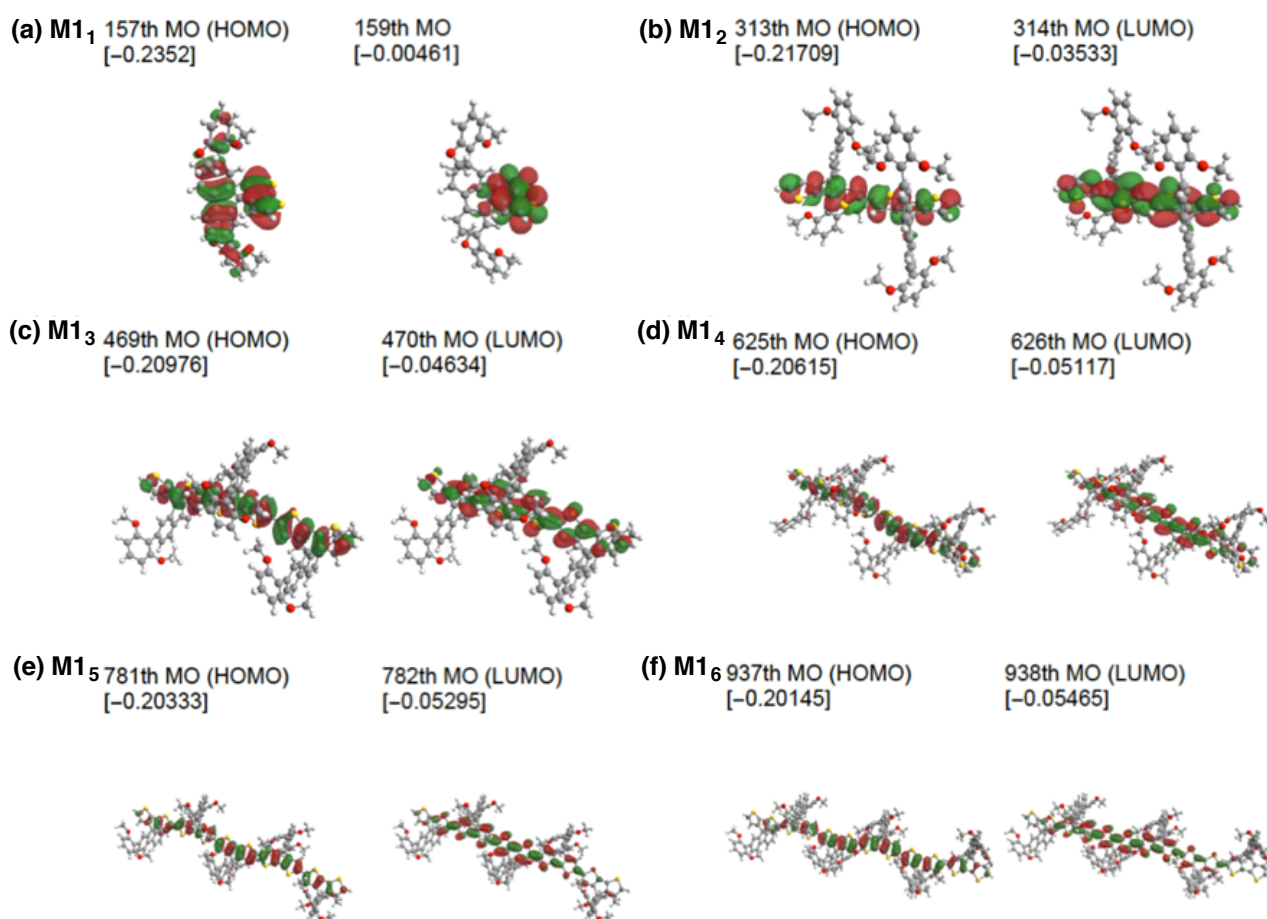 (a) M1₁ 157th MO (HOMO) 159th MO
[−0.2352] [−0.00461]
(b) M1₂ 313th MO (HOMO) 314th MO (LUMO)
[−0.21709] [−0.03533]
(c) M1₃ 469th MO (HOMO) 470th MO (LUMO)
[−0.20976] [−0.04634]
(d) M1₄ 625th MO (HOMO) 626th MO (LUMO)
[−0.20615] [−0.05117]
(e) M1₅ 781th MO (HOMO) 782th MO (LUMO)
[−0.20333] [−0.05295]
(f) M1₆ 937th MO (HOMO) 938th MO (LUMO)
[−0.20145] [−0.05465]